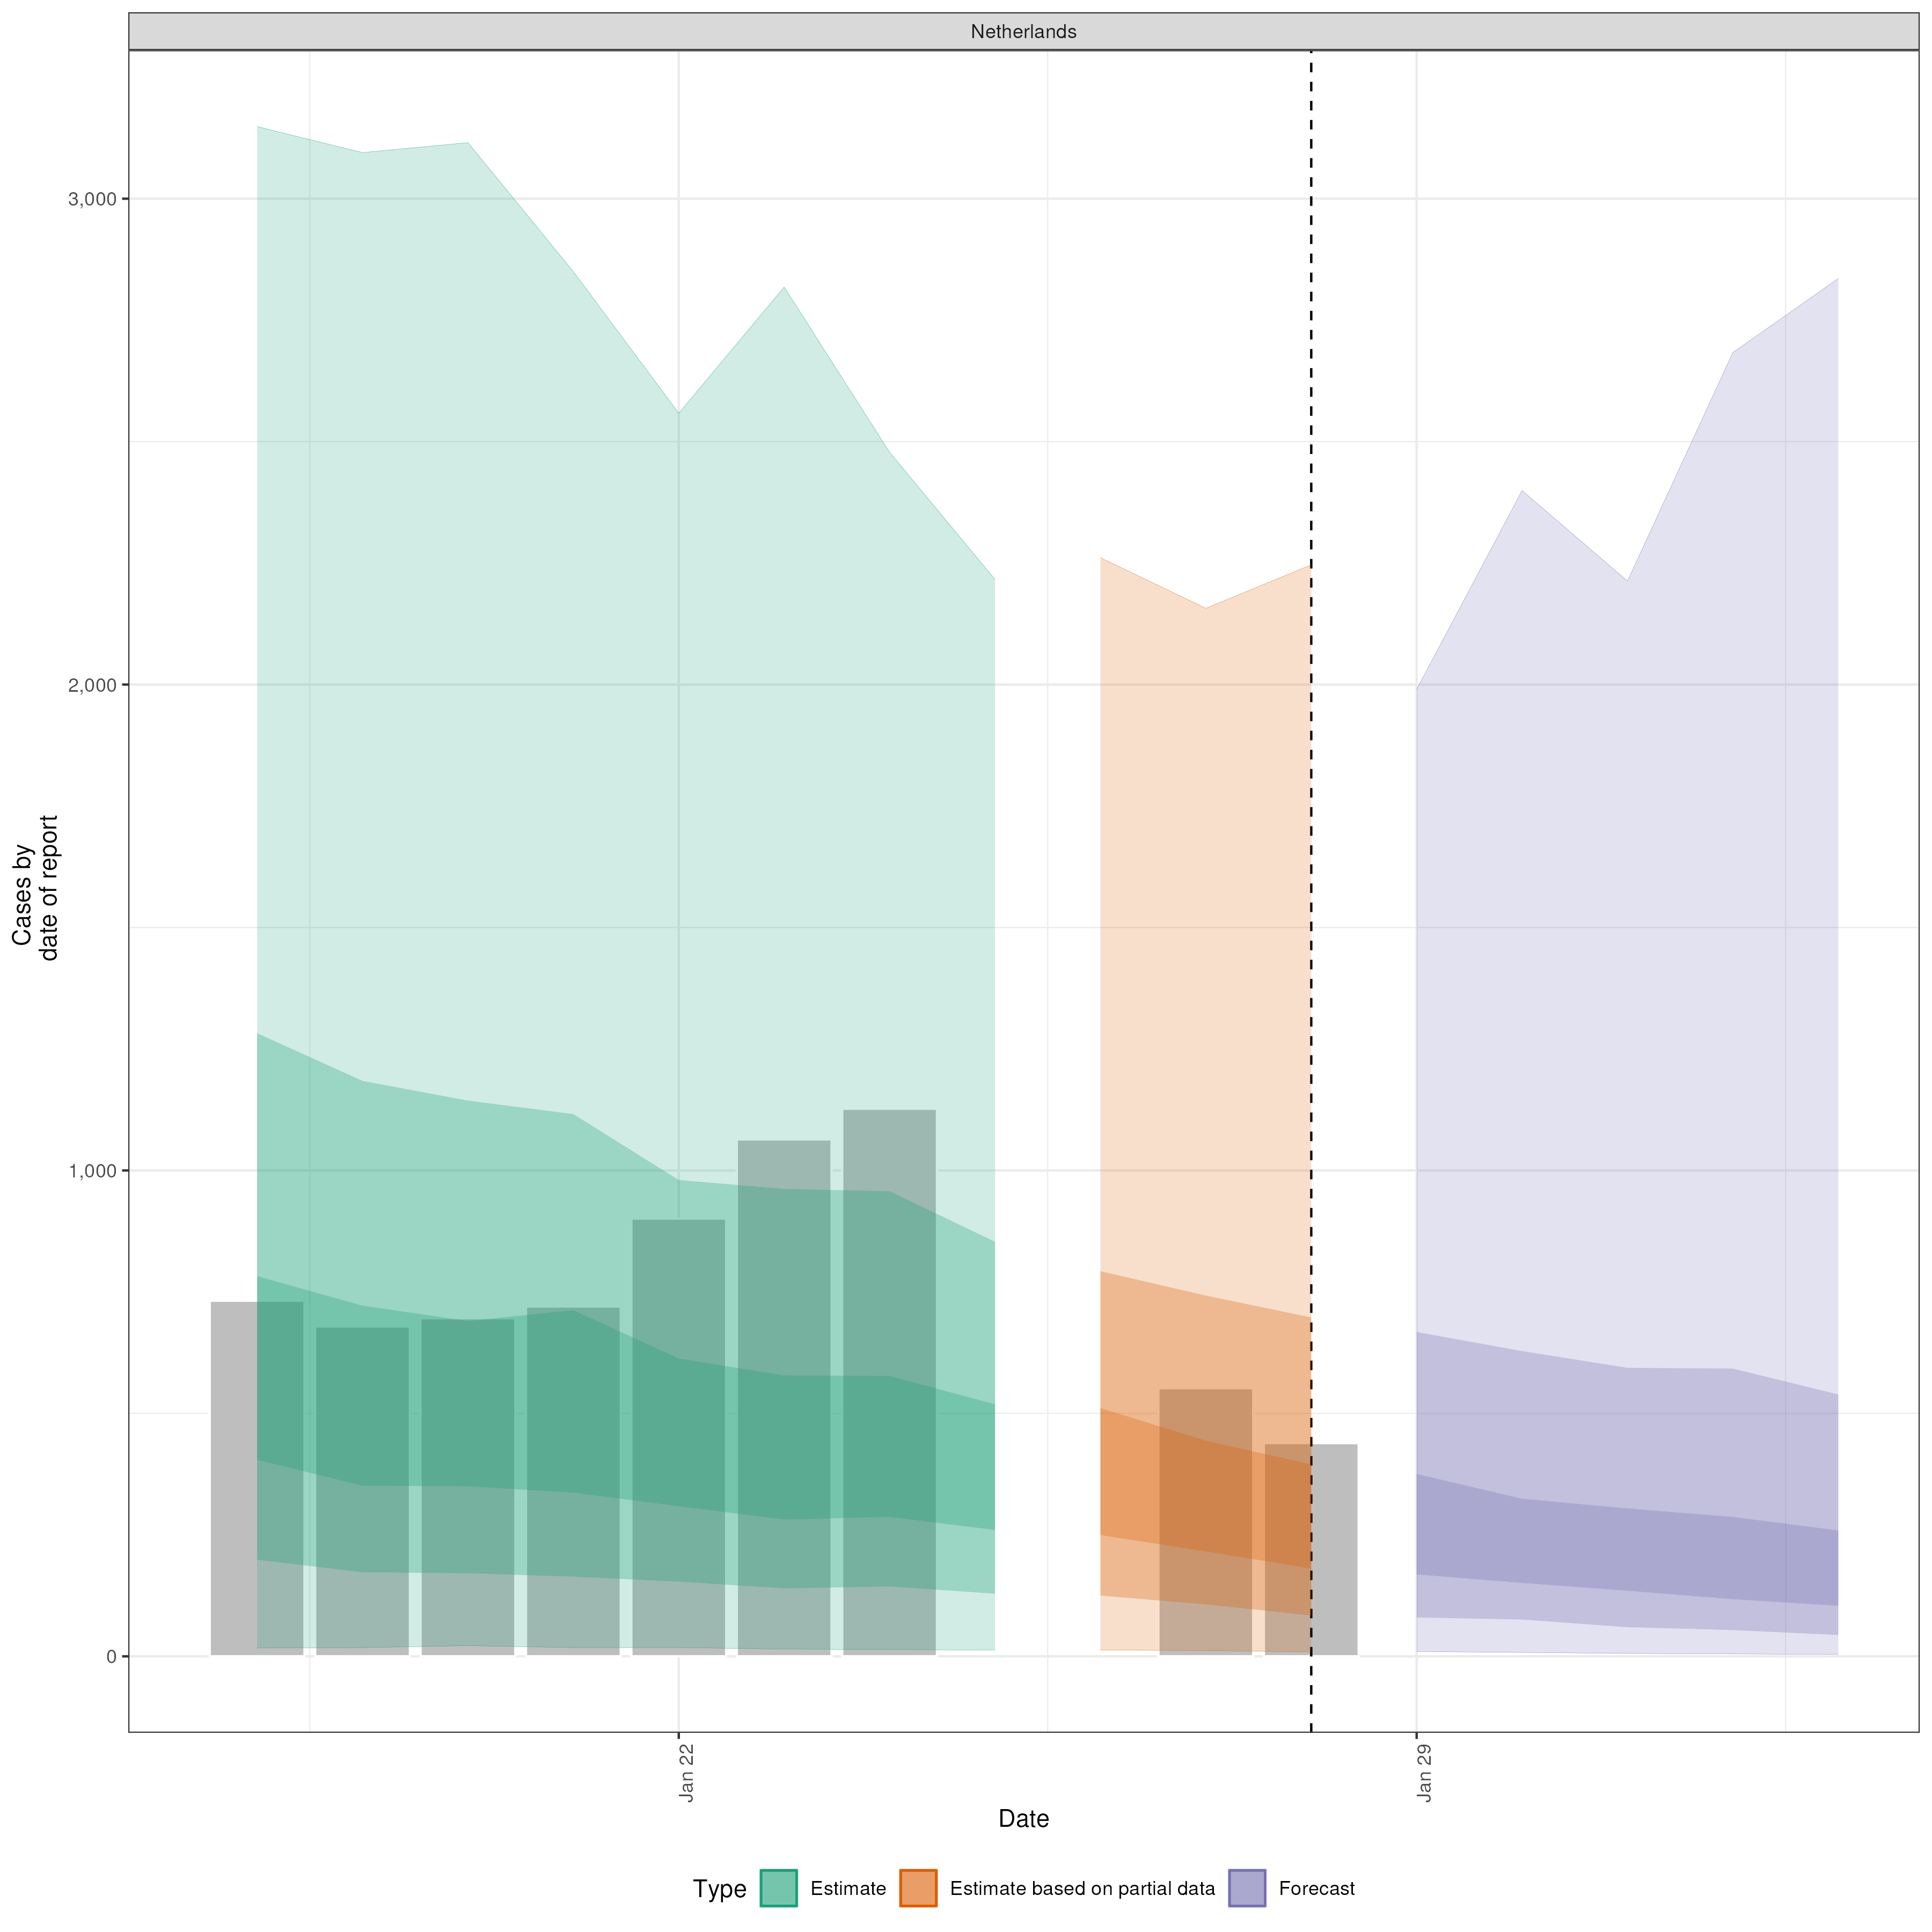 Netherlands
3,000
2,000
1,000
0
Cases by
date of report
Jan 22
Jan 29
Date
Type
Estimate
Estimate based on partial data
Forecast